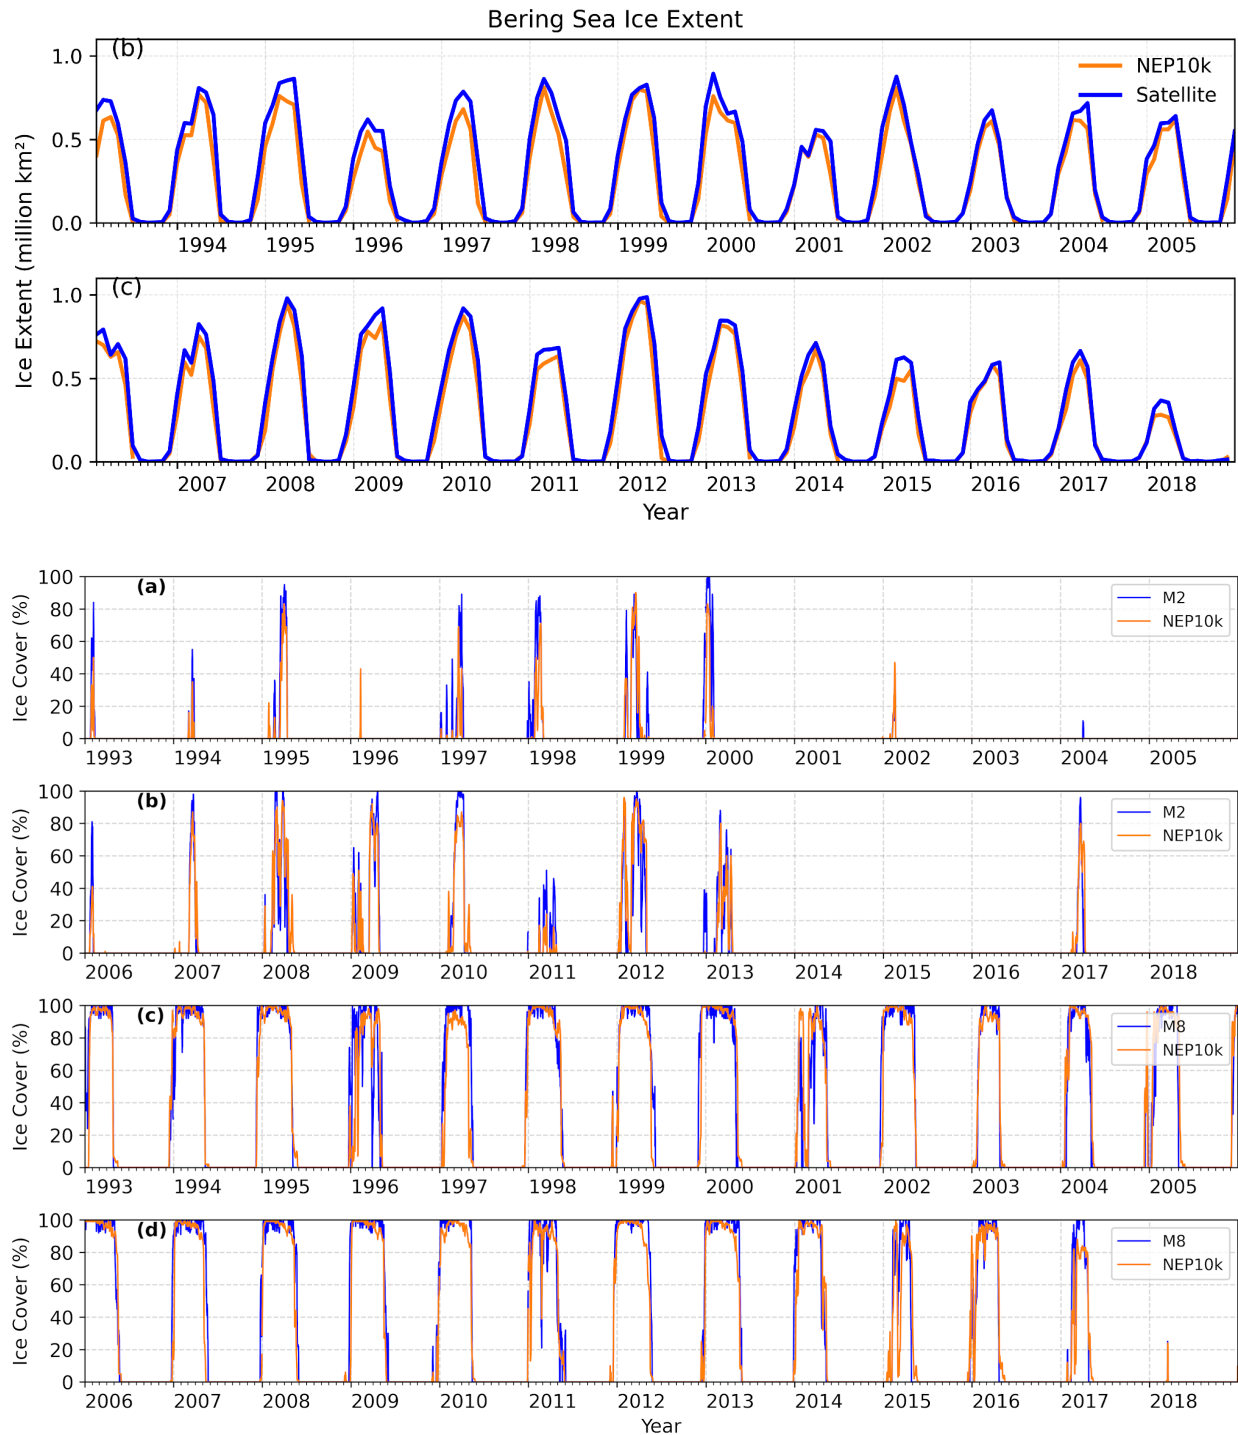 Bering Sea Ice Extent
Ice Extent (million km²)
(b)
NEP10k
Satellite
1.0
0.5
0.0
1994 1995 1996 1997 1998 1999 2000 2001 2002 2003 2004 2005
(c)
1.0
0.5
0.0
2007 2008 2009 2010 2011 2012 2013 2014 2015 2016 2017 2018
Year
Ice Cover (%)
(a)
M2
NEP10k
100
80
60
40
20
0
1993 1994 1995 1996 1997 1998 1999 2000 2001 2002 2003 2004 2005
Ice Cover (%)
(b)
M2
NEP10k
100
80
60
40
20
0
2006 2007 2008 2009 2010 2011 2012 2013 2014 2015 2016 2017 2018
Ice Cover (%)
(c)
M8
NEP10k
100
80
60
40
20
0
1993 1994 1995 1996 1997 1998 1999 2000 2001 2002 2003 2004 2005
Ice Cover (%)
(d)
M8
NEP10k
100
80
60
40
20
0
2006 2007 2008 2009 2010 2011 2012 2013 2014 2015 2016 2017 2018
Year